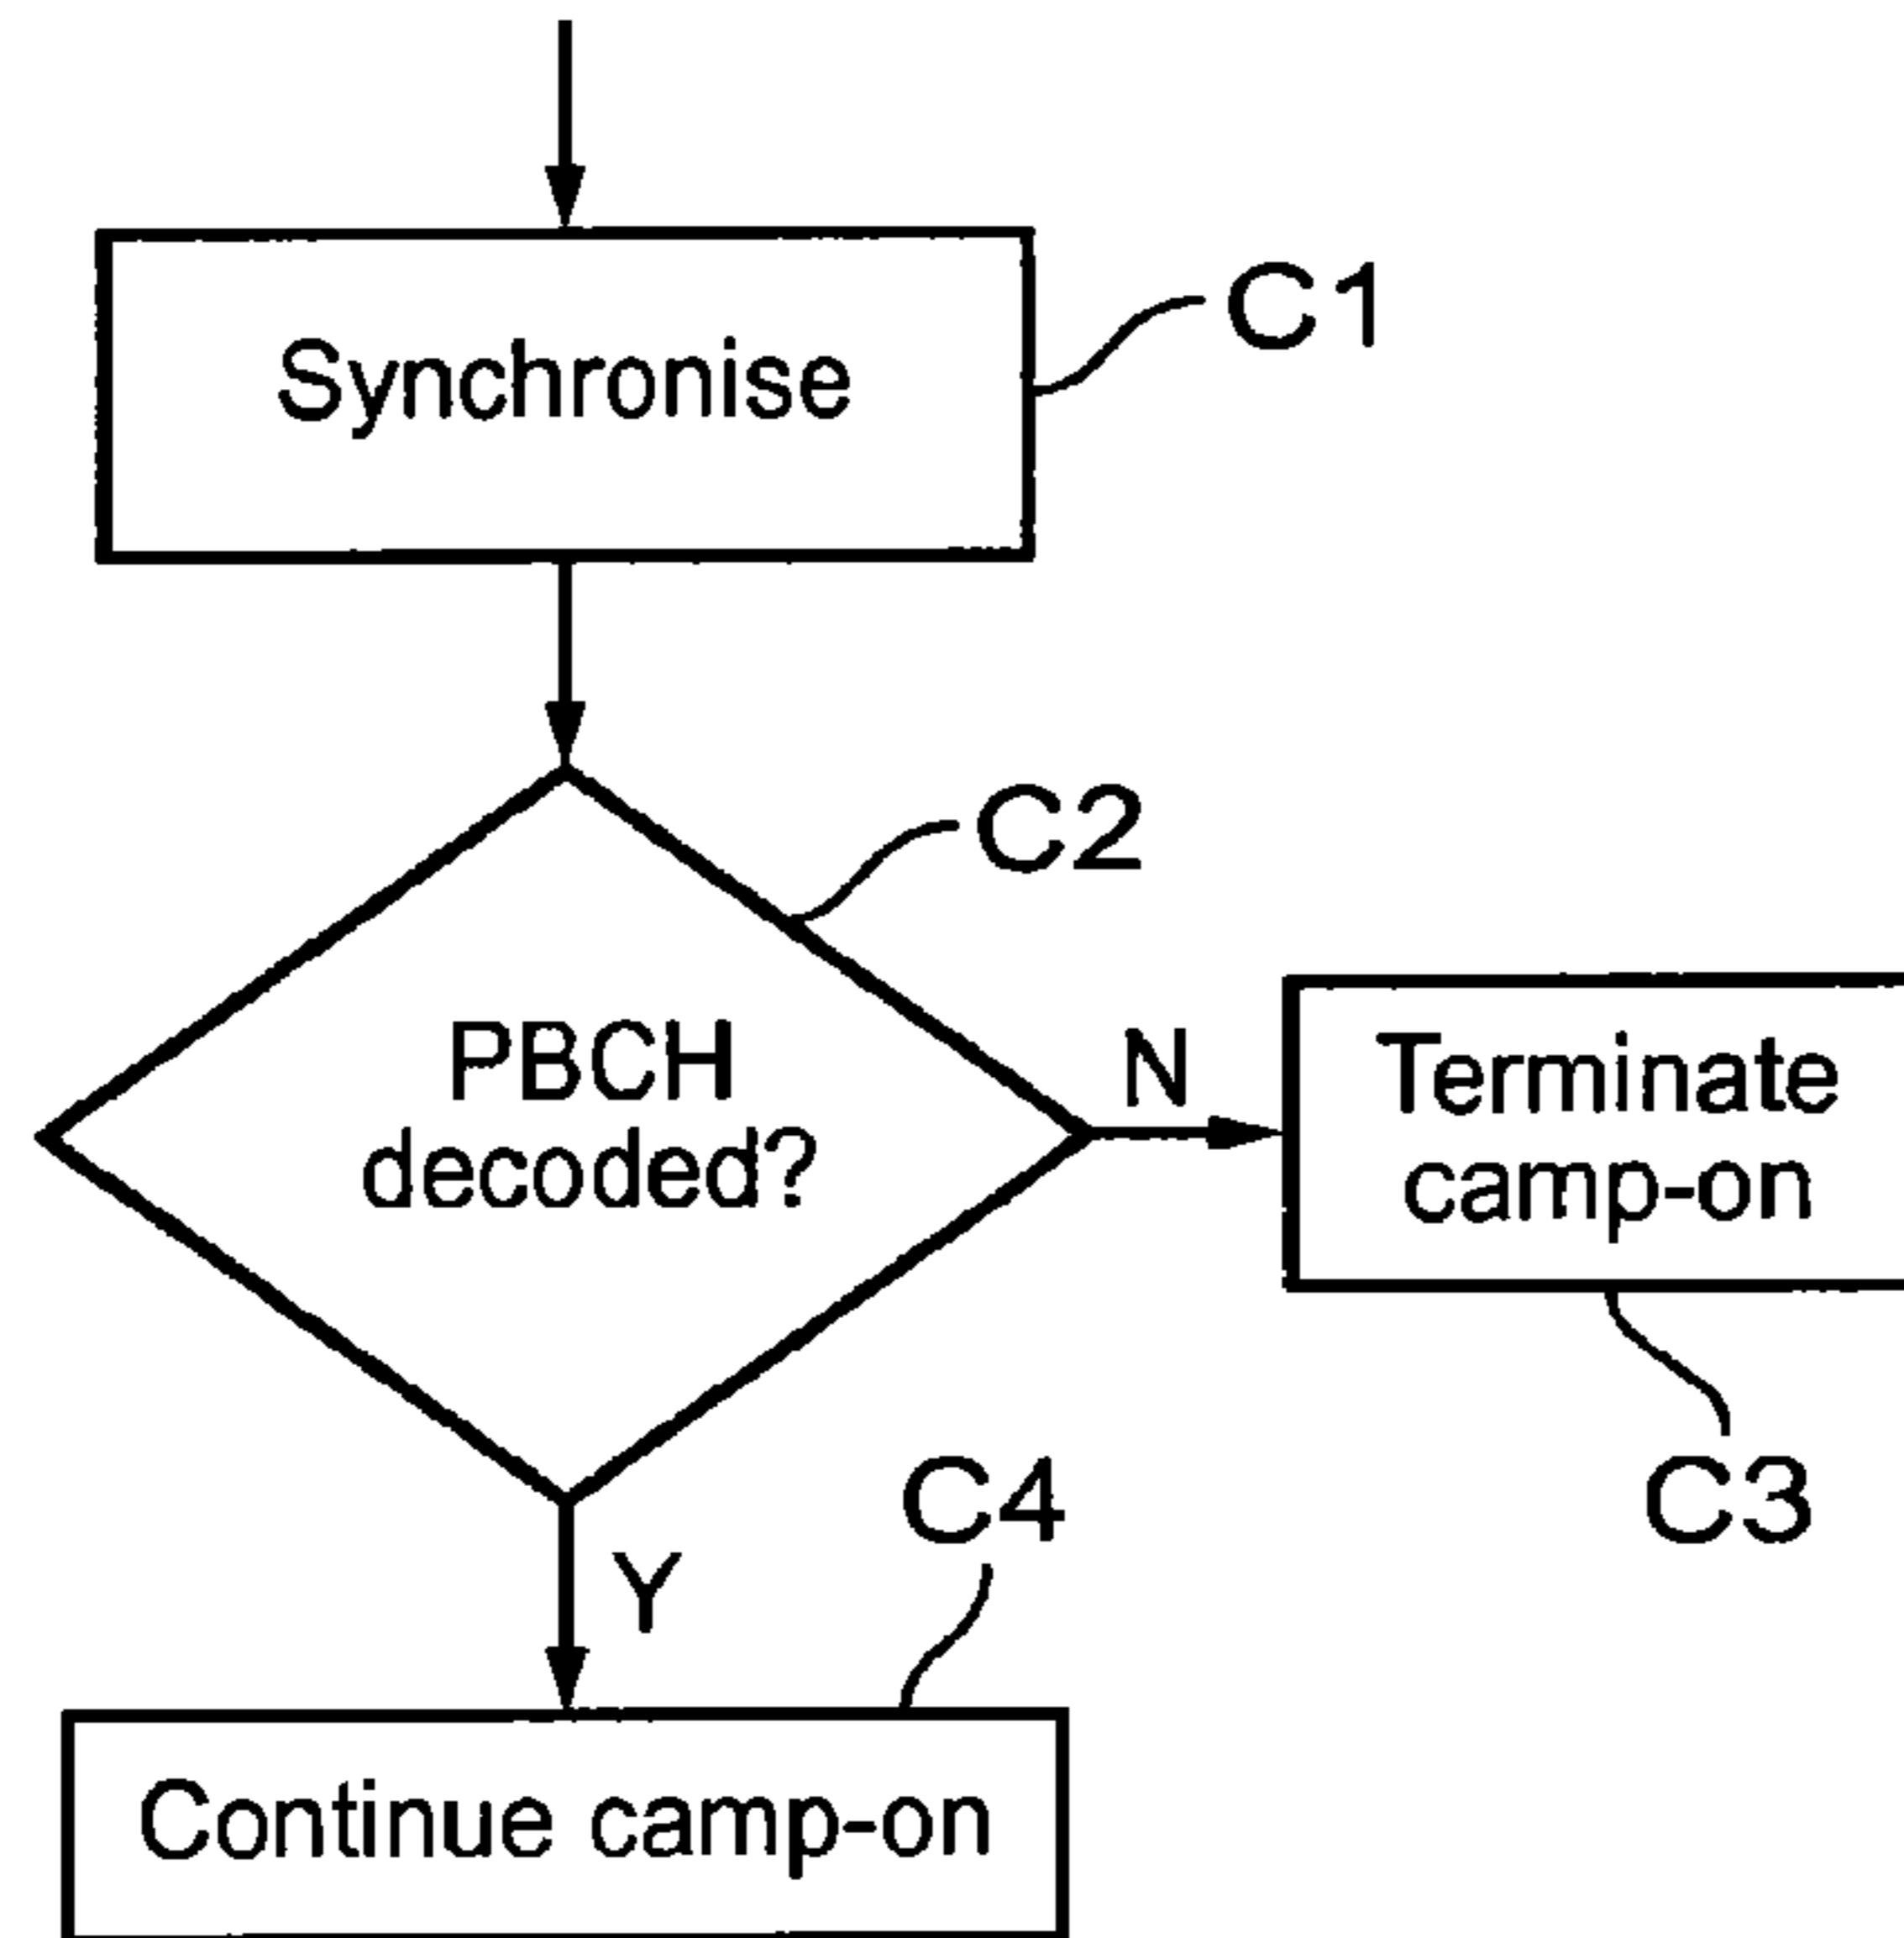 Synchronise
C1
C2
PBCH
decoded?
N
Terminate
camp-on
C3
C4
Y
Continue camp-on